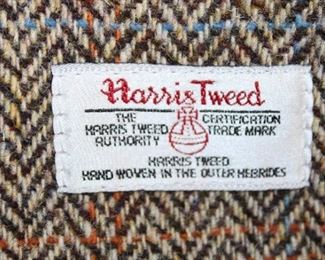 Harris Tweed
THE CERTIFICATION
HARRIS TWEED TRADE MARK
AUTHORITY
HARRIS TWEED
HAND WOVEN IN THE OUTER HEBRIDES